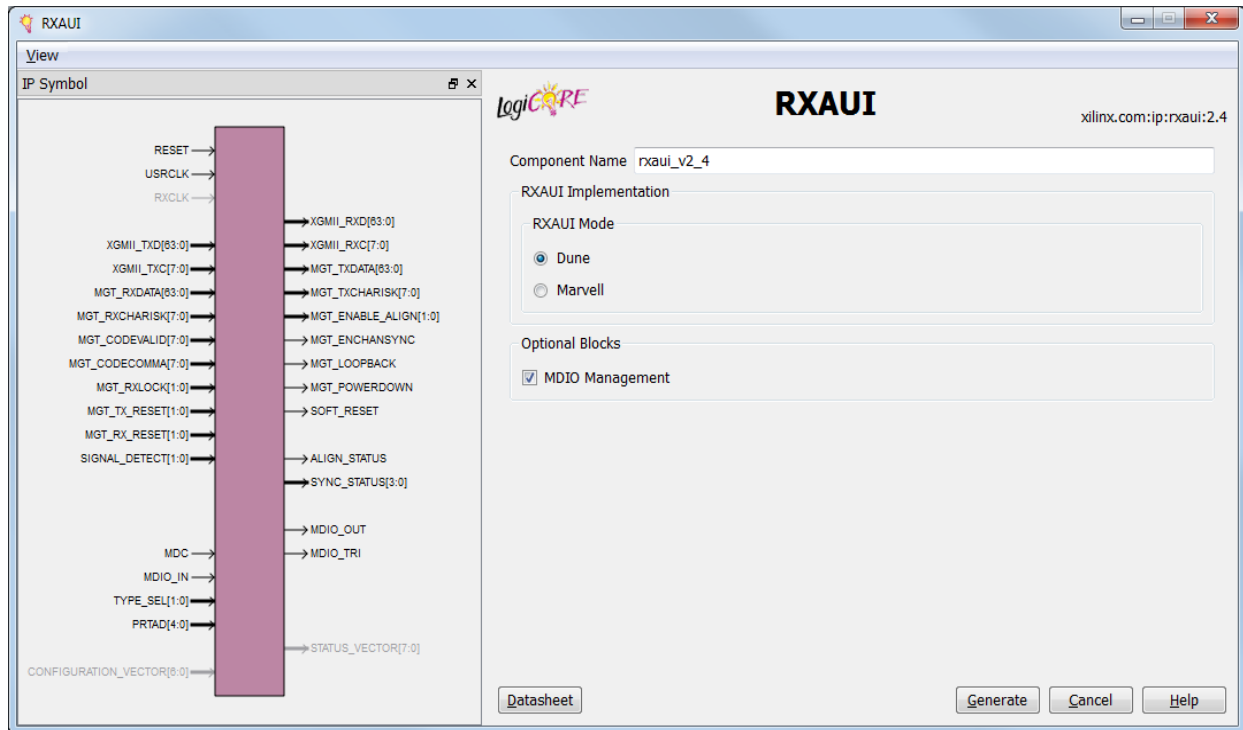 RXAUI
View
IP Symbol
RESET
USRCLK
RXCLK
XGMII_TXD[63:0]
XGMII_TXC[7:0]
MGT_RXDATA[63:0]
MGT_RXCHARISK[7:0]
MGT_CODEVALID[7:0]
MGT_CODECOMMA[7:0]
MGT_RXLOCK[1:0]
MGT_TX_RESET[1:0]
MGT_RX_RESET[1:0]
SIGNAL_DETECT[1:0]
MDC
MDIO_IN
TYPE_SEL[1:0]
PRTAD[4:0]
CONFIGURATION_VECTOR[6:0]
XGMII_RXD[63:0]
XGMII_RXC[7:0]
MGT_TXDATA[63:0]
MGT_TXCHARISK[7:0]
MGT_ENABLE_ALIGN[1:0]
MGT_ENCHANSYNC
MGT_LOOPBACK
MGT_POWERDOWN
SOFT_RESET
ALIGN_STATUS
SYNC_STATUS[3:0]
MDIO_OUT
MDIO_TRI
STATUS_VECTOR[7:0]
LogiCORE
RXAUI
xilinx.com:ip:rxaui:2.4
Component Name rxaui_v2_4
RXAUI Implementation
RXAUI Mode
Dune
Marvell
Optional Blocks
MDIO Management
Datasheet Generate Cancel Help